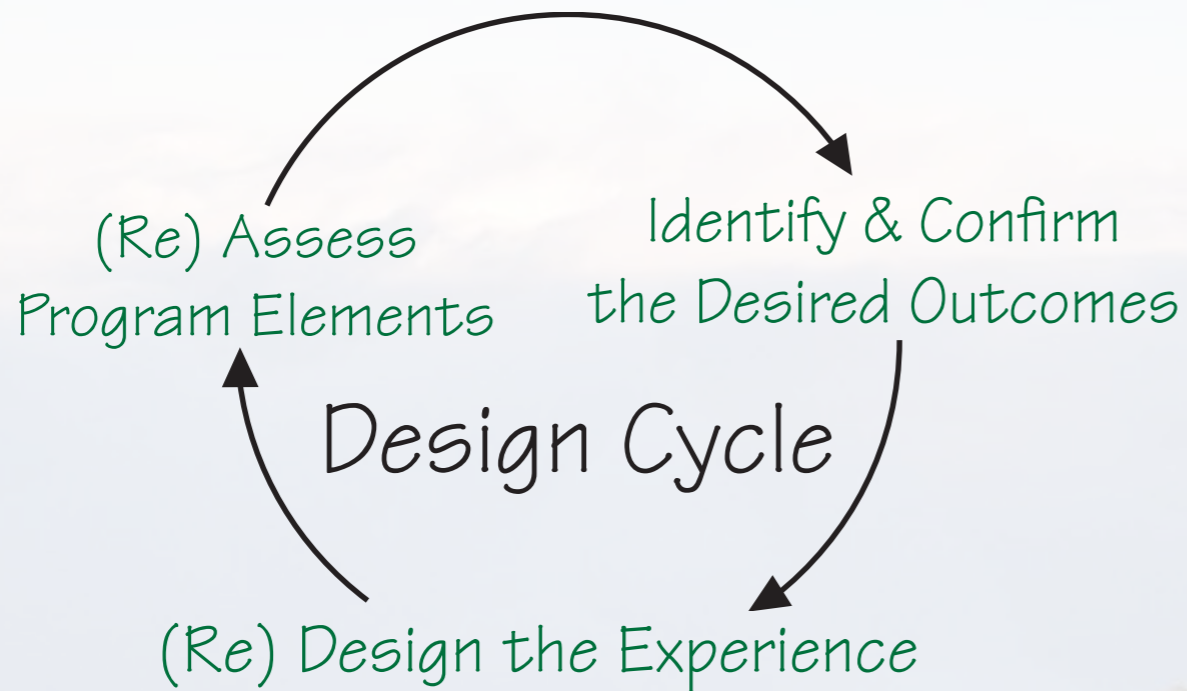 (Re) Assess
Program Elements
Identify & Confirm
the Desired Outcomes
Design Cycle
(Re) Design the Experience